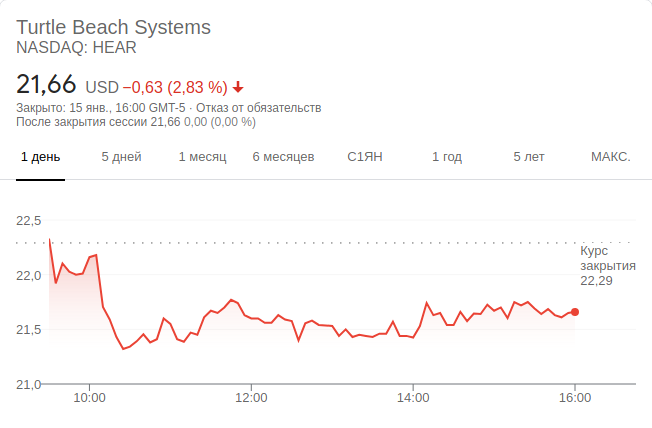 Turtle Beach Systems
NASDAQ: HEAR
21,66 USD −0,63 (2,83 %)
Закрыто: 15 янв., 16:00 GMT-5 · Отказ от обязательств
После закрытия сессии 21,66 0,00 (0,00 %)
1 день 5 дней 1 месяц 6 месяцев С1ЯН 1 год 5 лет МАКС.
22,5
Курс
закрытия
22,29
22,0
21,5
21,0
10:00 12:00 14:00 16:00